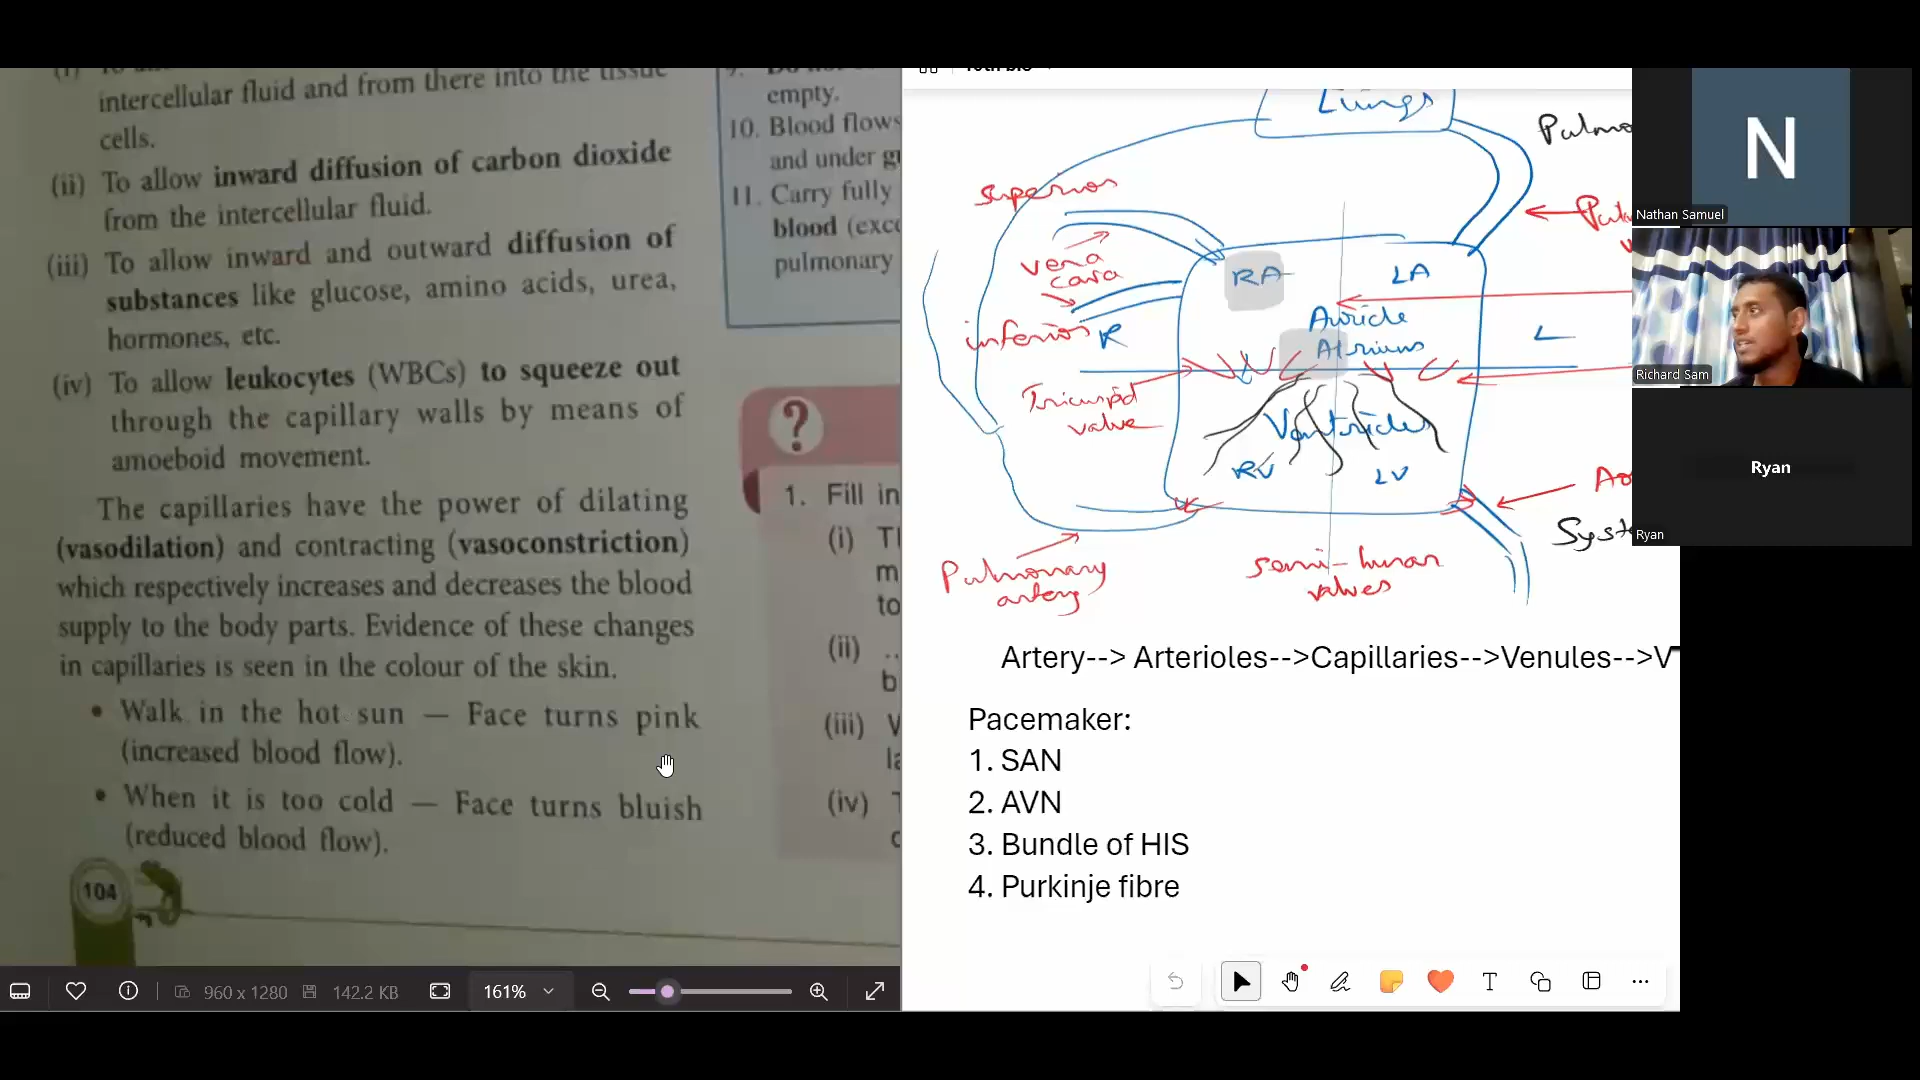 intercellular fluid and from there into the tissue
cells.
(ii) To allow inward diffusion of carbon dioxide
from the intercellular fluid.
(iii) To allow inward and outward diffusion of
substances like glucose, amino acids, urea,
hormones, etc.
(iv) To allow leukocytes (WBCs) to squeeze out
through the capillary walls by means of
amoeboid movement.
The capillaries have the power of dilating
(vasodilation) and contracting (vasoconstriction)
which respectively increases and decreases the blood
supply to the body parts. Evidence of these changes
in capillaries is seen in the colour of the skin.
• Walk in the hot sun — Face turns pink
(increased blood flow).
• When it is too cold — Face turns bluish
(reduced blood flow).
104
empty.
10. Blood flows
and under
11. Carry fully
blood
pulmonary
?
1. Fill in
(i)
(ii)
(iii)
(iv)
960 x 1280
142.2 KB
161%
Lungs
superior
vena
cava
inferior
R
RA
LA
Auricle
Atrium
L
Tricuspid
valve
Ventricles
RV
LV
Pulmonary
artery
semi-lunar
valves
Artery--> Arterioles-->Capillaries-->Venules-->V
Pacemaker:
1. SAN
2. AVN
3. Bundle of HIS
4. Purkinje fibre
T
N
Nathan Samuel
Richard Sam
Ryan
Ryan